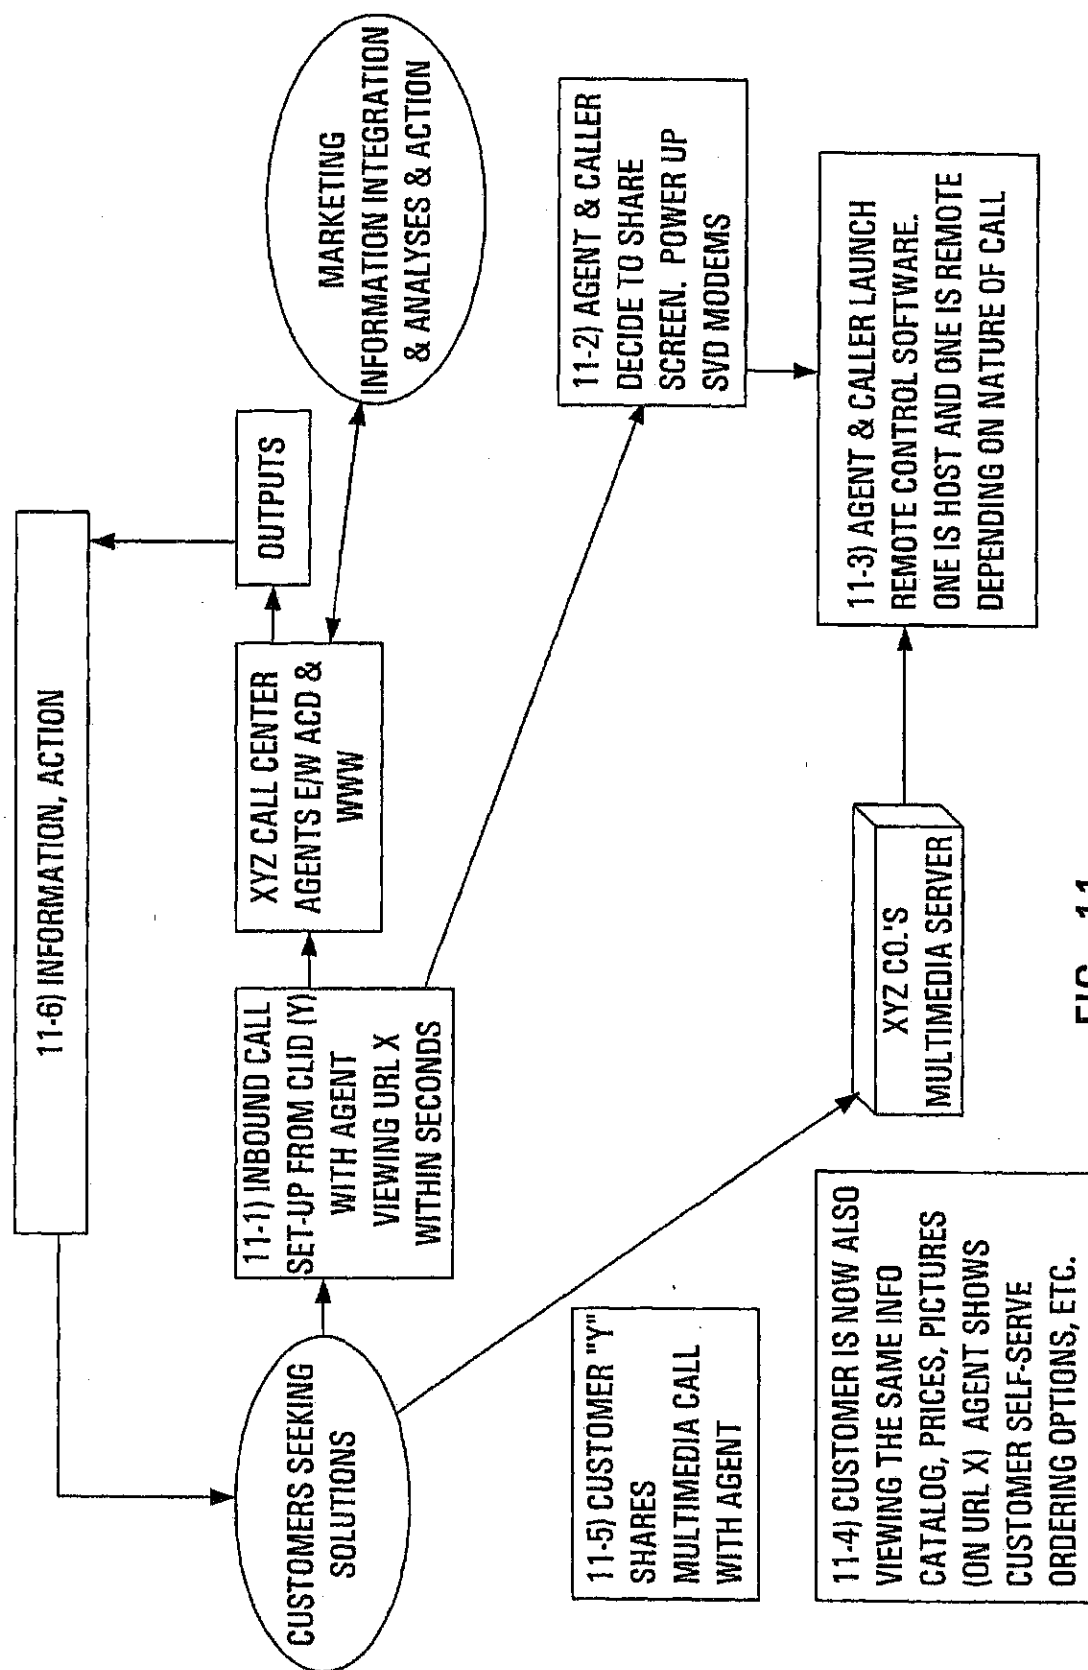 11-6) INFORMATION, ACTION
CUSTOMERS SEEKING
SOLUTIONS
11-1) INBOUND CALL
SET-UP FROM CLID (Y)
WITH AGENT
VIEWING URL X
WITHIN SECONDS
XYZ CALL CENTER
AGENTS E/W ACD &
WWW
OUTPUTS
MARKETING
INFORMATION INTEGRATION
& ANALYSES & ACTION
11-5) CUSTOMER "Y"
SHARES
MULTIMEDIA CALL
WITH AGENT
11-2) AGENT & CALLER
DECIDE TO SHARE
SCREEN. POWER UP
SVD MODEMS
11-4) CUSTOMER IS NOW ALSO
VIEWING THE SAME INFO
CATALOG, PRICES, PICTURES
(ON URL X) AGENT SHOWS
CUSTOMER SELF-SERVE
ORDERING OPTIONS, ETC.
XYZ CO.'S
MULTIMEDIA SERVER
11-3) AGENT & CALLER LAUNCH
REMOTE CONTROL SOFTWARE.
ONE IS HOST AND ONE IS REMOTE
DEPENDING ON NATURE OF CALL
FIG. 11